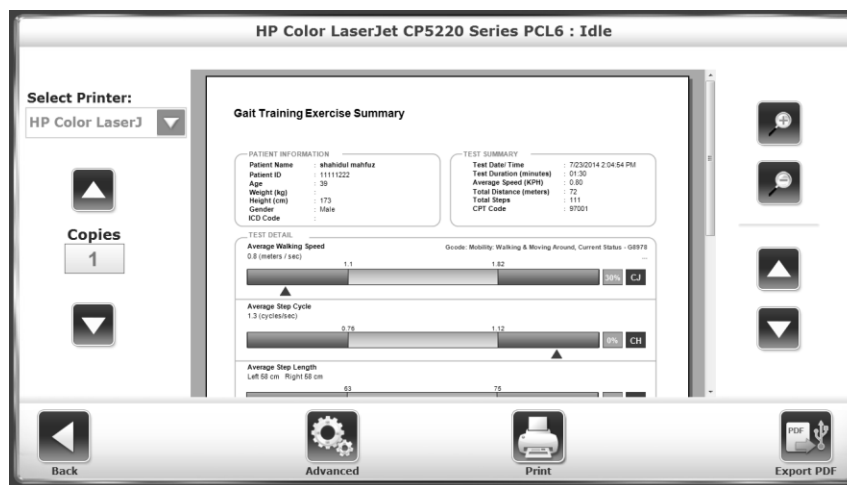 HP Color LaserJet CP5220 Series PCL6 : Idle
Select Printer:
HP Color LaserJ
Copies
1
Gait Training Exercise Summary
PATIENT INFORMATION
Patient Name : shahidul mahfuz
Patient ID : 11111222
Age : 39
Weight (kg) :
Height (cm) : 173
Gender : Male
ICD Code :
TEST SUMMARY
Test Date/ Time : 7/23/2014 2:04:54 PM
Test Duration (minutes) : 01:30
Average Speed (KPH) : 0.80
Total Distance (meters) : 72
Total Steps : 111
CPT Code : 97001
TEST DETAIL
Average Walking Speed
Gcode: Mobility: Walking & Moving Around, Current Status - G8978
0.8 (meters / sec)
...
1.1 1.82
30% CJ
Average Step Cycle
1.3 (cycles/sec)
0.76 1.12
0% CH
Average Step Length
Left 58 cm Right 58 cm
63 75
Back
Advanced
Print
PDF
Export PDF